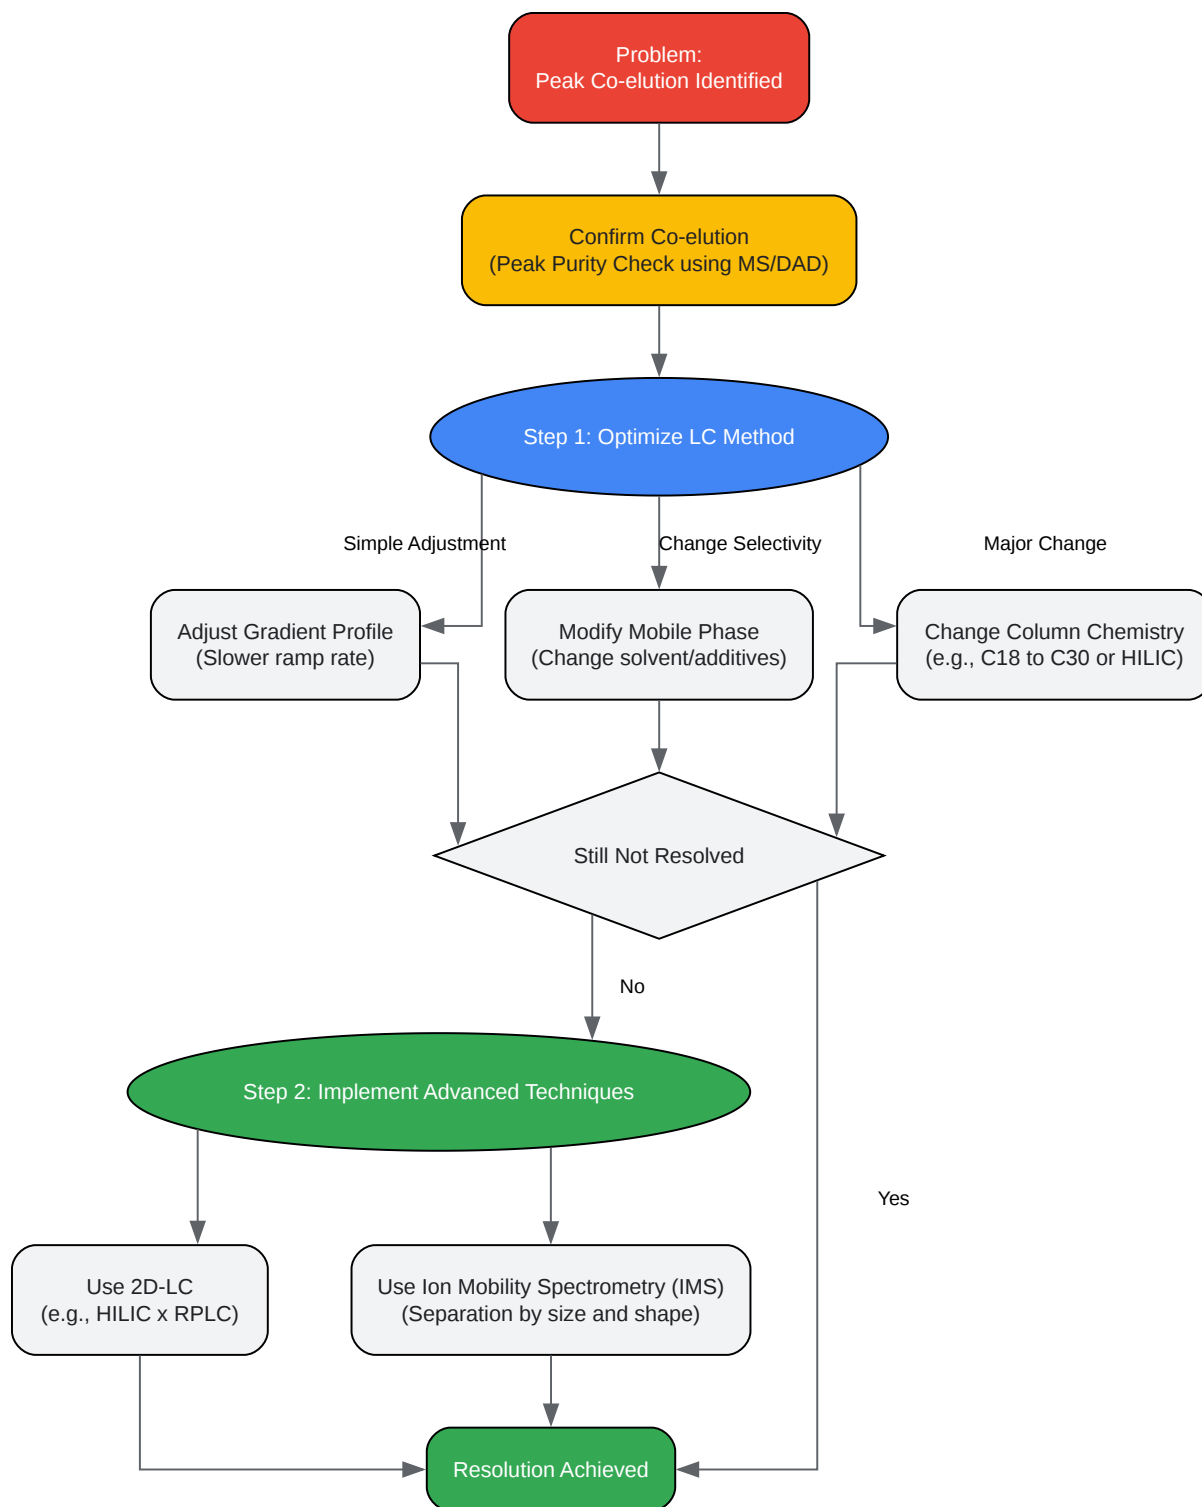 Problem:
Peak Co-elution Identified
Confirm Co-elution
(Peak Purity Check using MS/DAD)
Step 1: Optimize LC Method
Simple Adjustment
Change Selectivity
Major Change
Adjust Gradient Profile
(Slower ramp rate)
Modify Mobile Phase
(Change solvent/additives)
Change Column Chemistry
(e.g., C18 to C30 or HILIC)
Still Not Resolved
No
Step 2: Implement Advanced Techniques
Yes
Use 2D-LC
(e.g., HILIC x RPLC)
Use Ion Mobility Spectrometry (IMS)
(Separation by size and shape)
Resolution Achieved